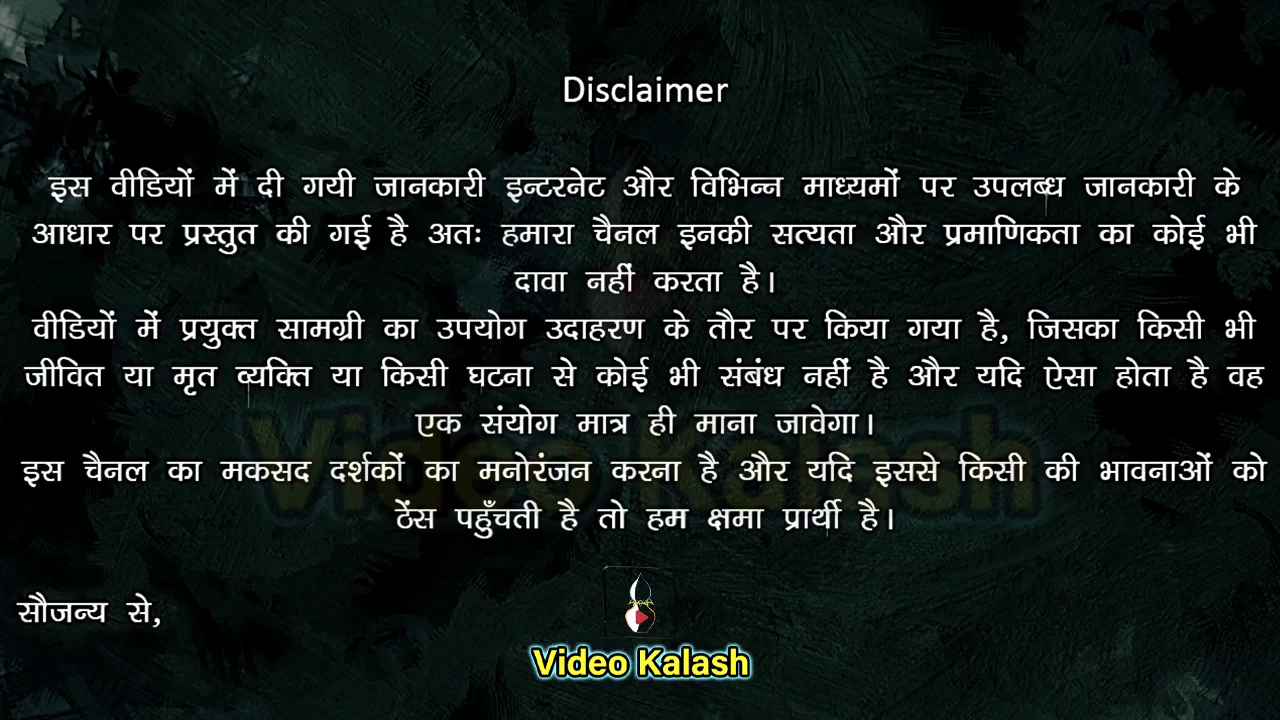 Disclaimer
इस वीडियों में दी गयी जानकारी इन्टरनेट और विभिन्न माध्यमों पर उपलब्ध जानकारी के
आधार पर प्रस्तुत की गई है अतः हमारा चैनल इनकी सत्यता और प्रमाणिकता का कोई भी
दावा नहीं करता है।
वीडियों में प्रयुक्त सामग्री का उपयोग उदाहरण के तौर पर किया गया है, जिसका किसी भी
जीवित या मृत व्यक्ति या किसी घटना से कोई भी संबंध नहीं है और यदि ऐसा होता है वह
एक संयोग मात्र ही माना जावेगा।
इस चैनल का मकसद दर्शकों का मनोरंजन करना है और यदि इससे किसी की भावनाओं को
ठेंस पहुँचती है तो हम क्षमा प्रार्थी है।
Video Kalash
सौजन्य से,
Video Kalash